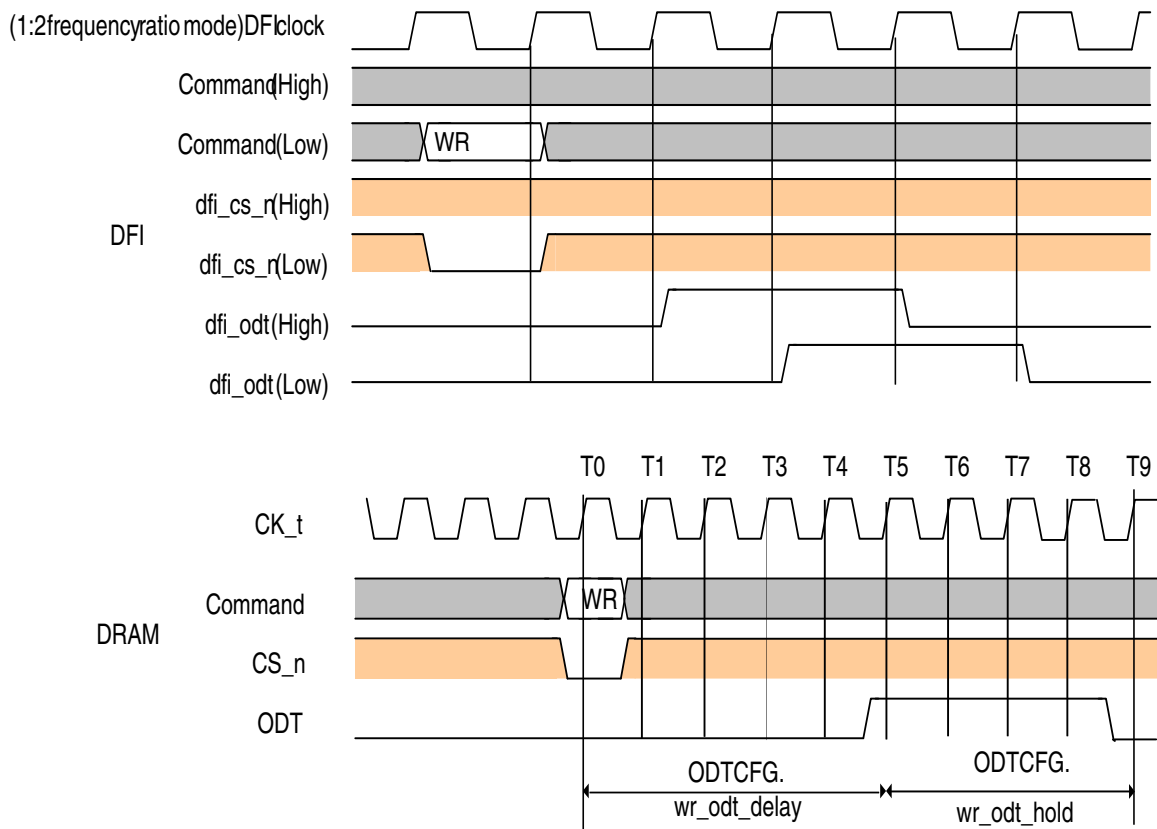 (1:2frequencyratio mode)DFIclock
Command(High)
Command(Low)
WR
dfi_cs_n(High)
DFI
dfi_cs_n(Low)
dfi_odt(High)
dfi_odt(Low)
T0 T1 T2 T3 T4 T5 T6 T7 T8 T9
CK_t
Command
WR
DRAM
CS_n
ODT
ODTCFG. ODTCFG.
wr_odt_delay wr_odt_hold